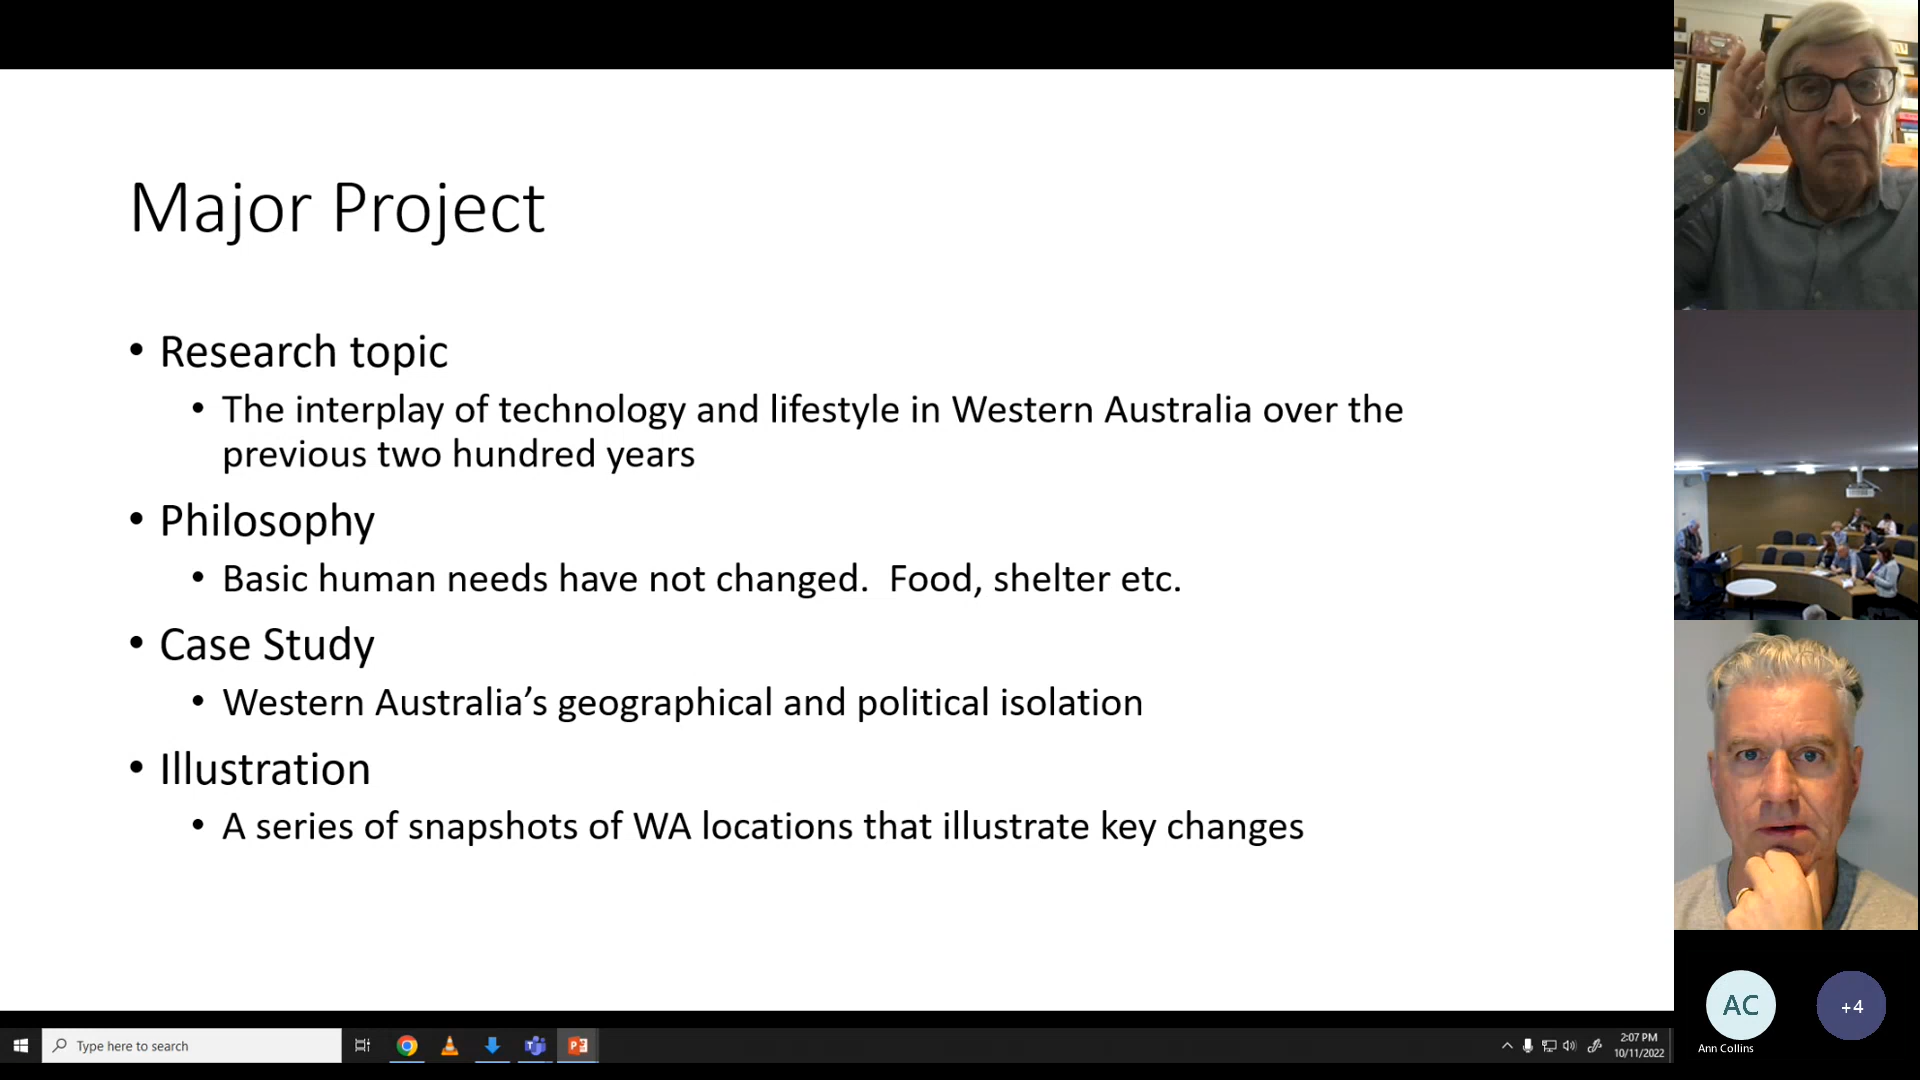 Major Project
• Research topic
• The interplay of technology and lifestyle in Western Australia over the
previous two hundred years
• Philosophy
• Basic human needs have not changed.  Food, shelter etc.
• Case Study
• Western Australia’s geographical and political isolation
• Illustration
• A series of snapshots of WA locations that illustrate key changes
AC
+4
Ann Collins
Type here to search
2:07 PM
10/11/2022